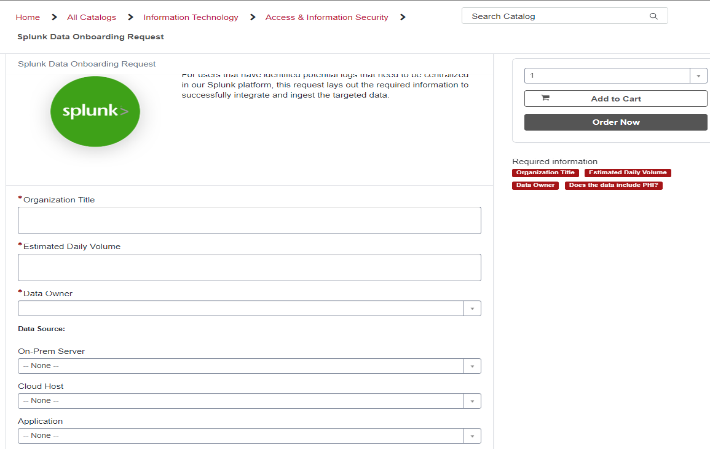 Home > All Catalogs > Information Technology > Access & Information Security >
Search Catalog
Splunk Data Onboarding Request
Splunk Data Onboarding Request
For users that have identified potential logs that need to be centralized
in our Splunk platform, this request lays out the required information to
successfully integrate and ingest the targeted data.
splunk>
1
Add to Cart
Order Now
Required information
Organization Title Estimated Daily Volume
Data Owner Does the data include PHI?
*Organization Title
*Estimated Daily Volume
*Data Owner
Data Source:
On-Prem Server
-- None --
Cloud Host
-- None --
Application
-- None --